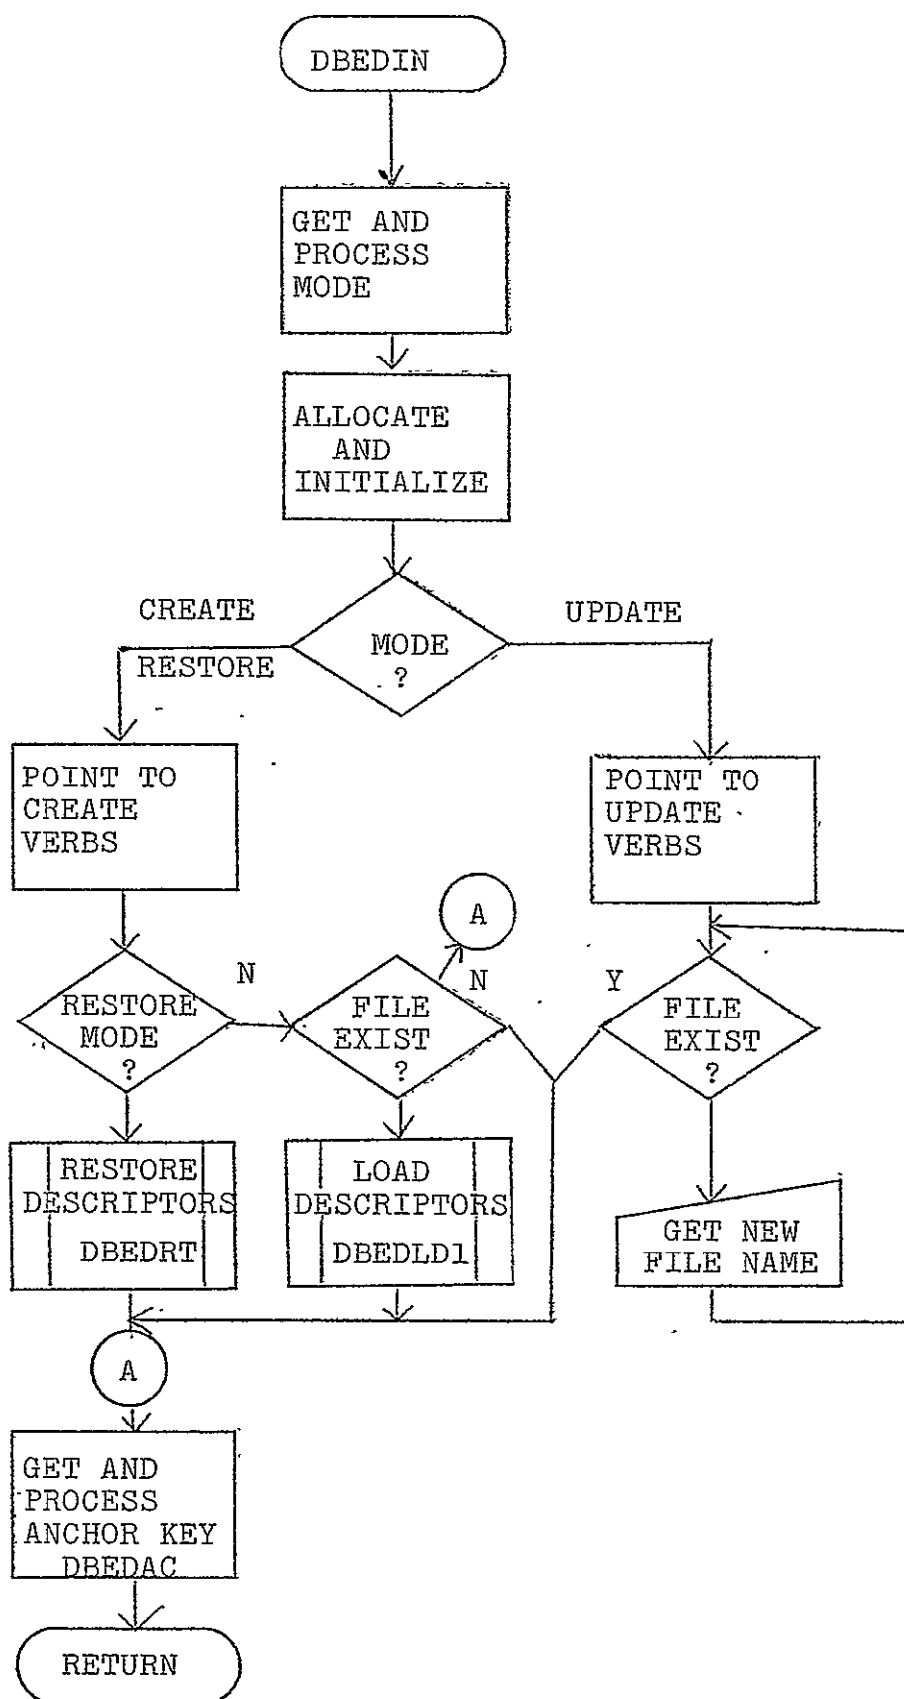 DBEDIN
GET AND
PROCESS
MODE
ALLOCATE
AND
INITIALIZE
CREATE
RESTORE
MODE
?
UPDATE
POINT TO
CREATE
VERBS
POINT TO
UPDATE
VERBS
A
RESTORE
MODE
?
N
FILE
EXIST
?
N
Y
FILE
EXIST
?
RESTORE
DESCRIPTORS
DBEDRT
LOAD
DESCRIPTORS
DBEDLD1
GET NEW
FILE NAME
A
GET AND
PROCESS
ANCHOR KEY
DBEDAC
RETURN